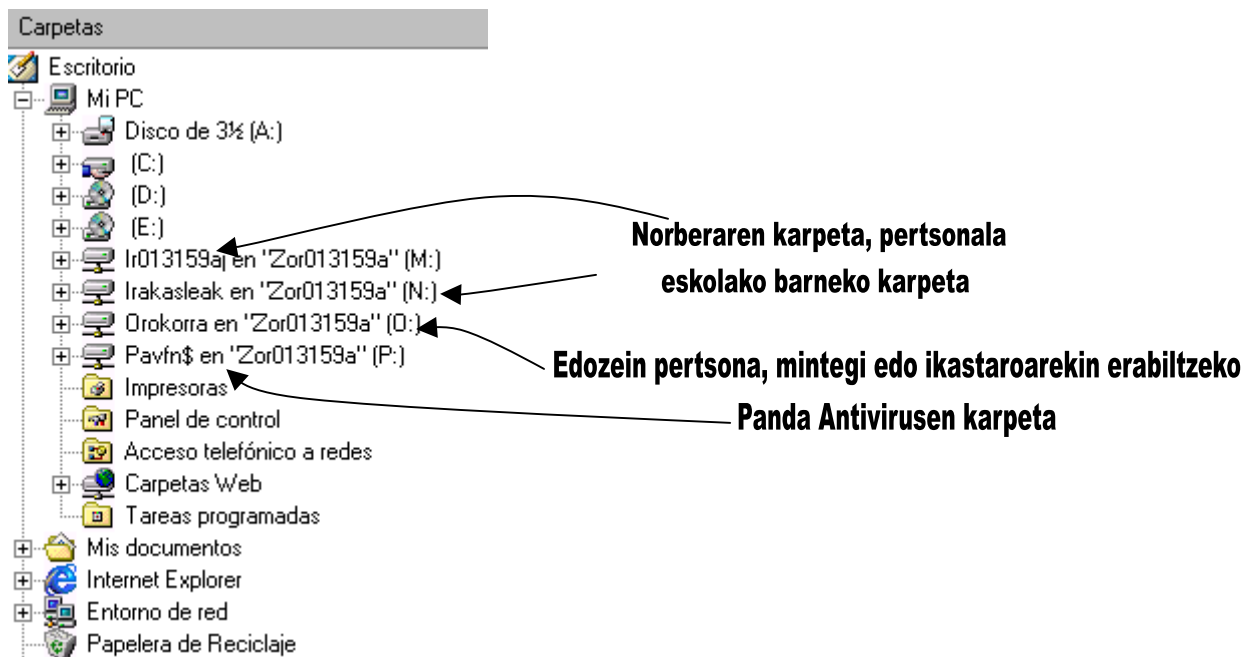 Carpetas
Escritorio
Mi PC
Disco de 3½ (A:)
(C:)
(D:)
(E:)
Ir013159aj en "Zor013159a" (M:)
Irakasleak en "Zor013159a" (N:)
Orokorra en "Zor013159a" (O:)
Pavfn$ en "Zor013159a" (P:)
Impresoras
Panel de control
Acceso telefónico a redes
Carpetas Web
Tareas programadas
Mis documentos
Internet Explorer
Entorno de red
Papelera de Reciclaje
Norberaren karpeta, pertsonala
eskolako barneko karpeta
Edozein pertsona, mintegi edo ikastaroarekin erabiltzeko
Panda Antivirusen karpeta